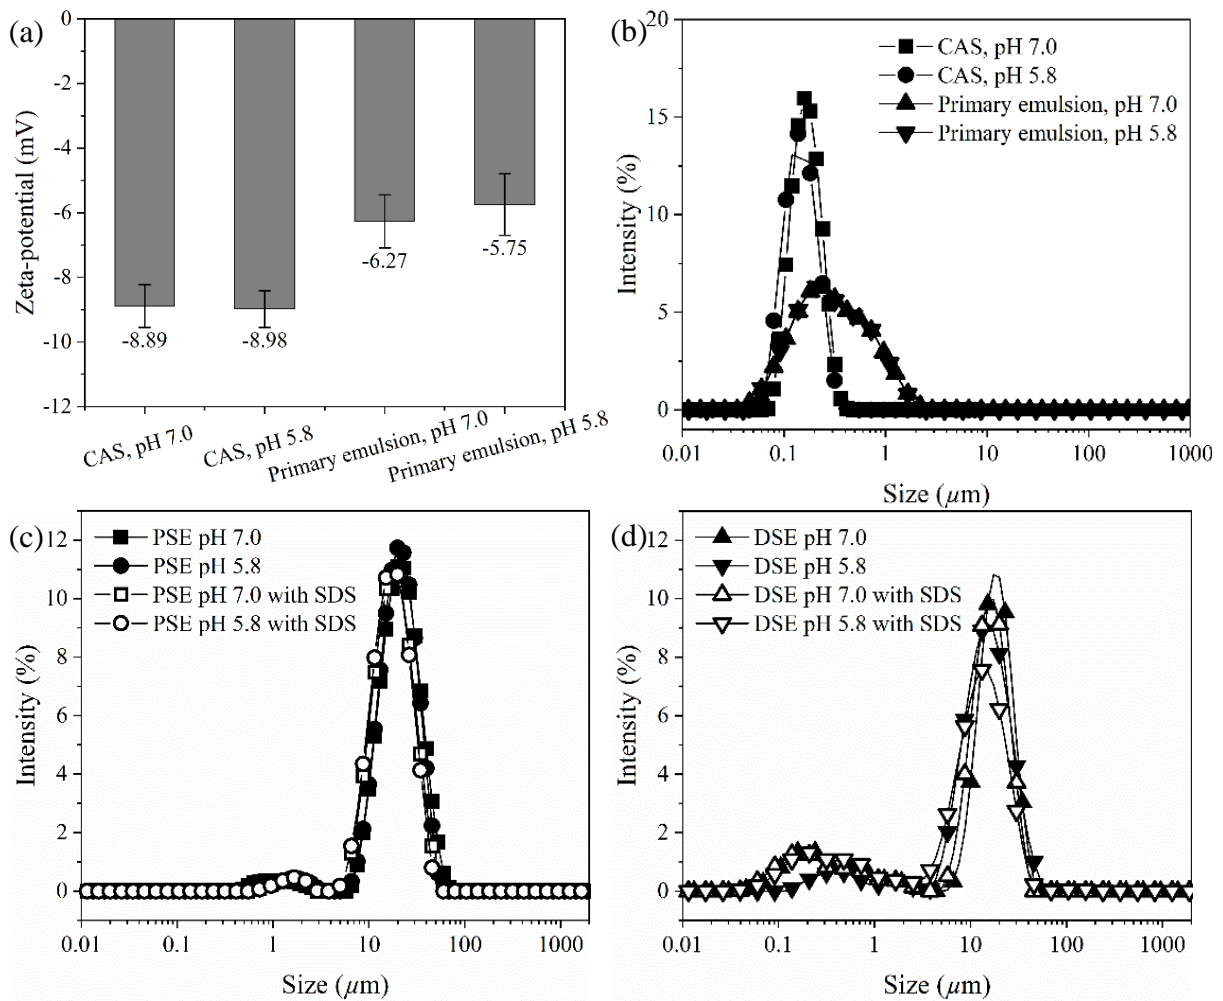 (a)
0
-2
-4
-6
-8
-10
-12
Zeta-potential (mV)
-8.89
-8.98
-6.27
-5.75
CAS, pH 7.0
CAS, pH 5.8
Primary emulsion, pH 7.0
Primary emulsion, pH 5.8
(b)
20
15
10
5
0
Intensity (%)
CAS, pH 7.0
CAS, pH 5.8
Primary emulsion, pH 7.0
Primary emulsion, pH 5.8
0.01 0.1 1 10 100 1000
Size (µm)
(c)
12
10
8
6
4
2
0
Intensity (%)
PSE pH 7.0
PSE pH 5.8
PSE pH 7.0 with SDS
PSE pH 5.8 with SDS
0.01 0.1 1 10 100 1000
Size (µm)
(d)
12
10
8
6
4
2
0
Intensity (%)
DSE pH 7.0
DSE pH 5.8
DSE pH 7.0 with SDS
DSE pH 5.8 with SDS
0.01 0.1 1 10 100 1000
Size (µm)